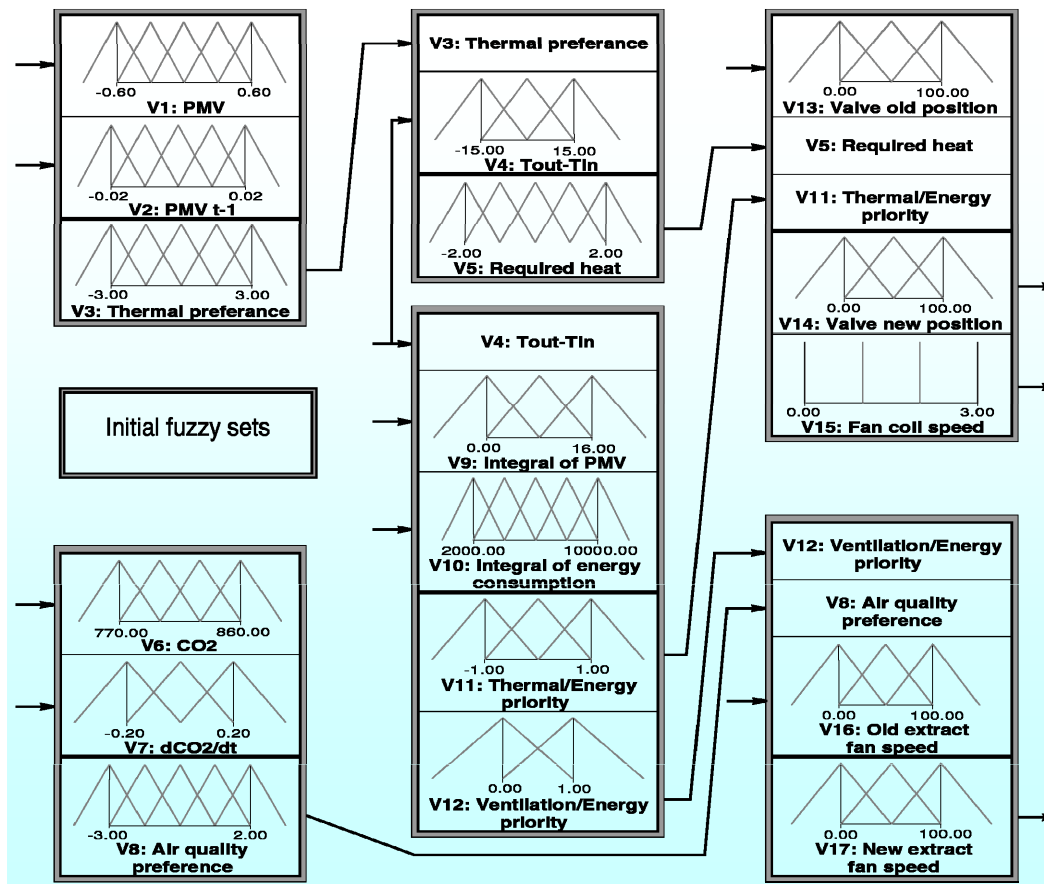 -0.60 0.60
V1: PMV
-0.02 0.02
V2: PMV t-1
-3.00 3.00
V3: Thermal preferance
V3: Thermal preferance
-15.00 15.00
V4: Tout-Tin
-2.00 2.00
V5: Required heat
0.00 100.00
V13: Valve old position
V5: Required heat
V11: Thermal/Energy
priority
0.00 100.00
V14: Valve new position
0.00 3.00
V15: Fan coil speed
Initial fuzzy sets
V4: Tout-Tin
0.00 16.00
V9: Integral of PMV
2000.00 10000.00
V10: Integral of energy
consumption
-1.00 1.00
V11: Thermal/Energy
priority
0.00 1.00
V12: Ventilation/Energy
priority
770.00 860.00
V6: CO2
-0.20 0.20
V7: dCO2/dt
-3.00 2.00
V8: Air quality
preference
V12: Ventilation/Energy
priority
V8: Air quality
preference
0.00 100.00
V16: Old extract
fan speed
0.00 100.00
V17: New extract
fan speed